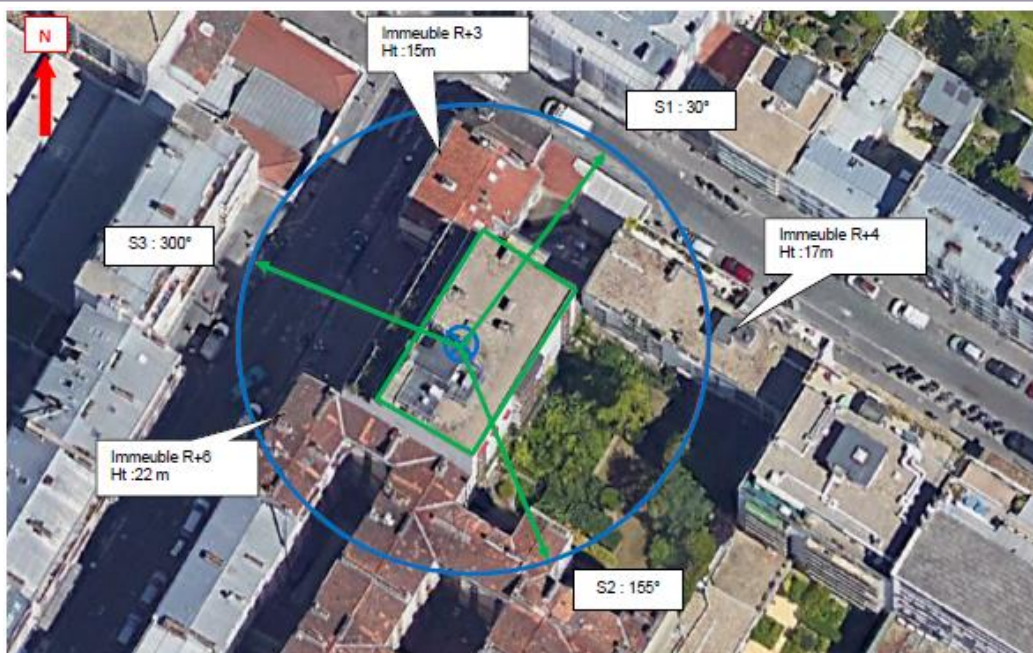 N
Immeuble R+3
Ht :15m
S1 : 30°
S3 : 300°
Immeuble R+4
Ht :17m
Immeuble R+6
Ht :22 m
S2 : 155°